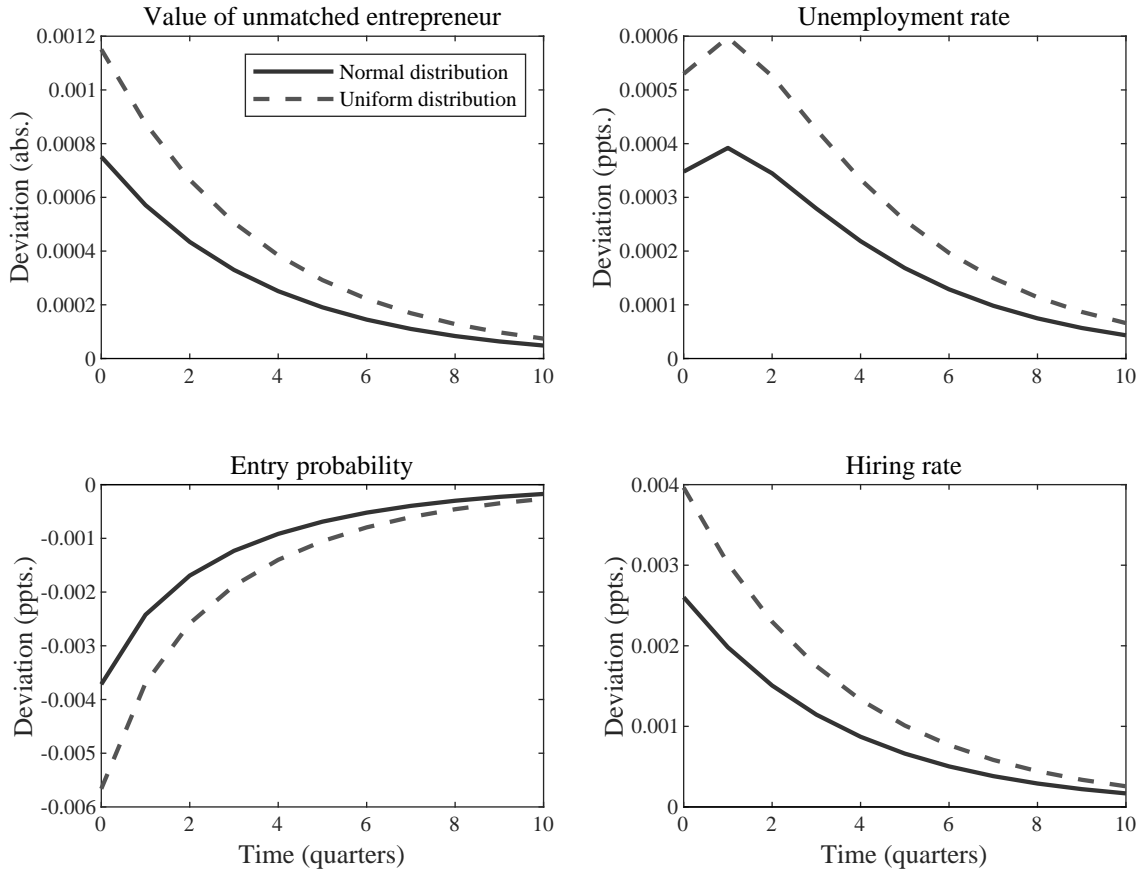 Value of unmatched entrepreneur
0.0012
0.001
0.0008
0.0006
0.0004
0.0002
0
Deviation (abs.)
Normal distribution
Uniform distribution
0 2 4 6 8 10
Unemployment rate
0.0006
0.0005
0.0004
0.0003
0.0002
0.0001
0
Deviation (ppts.)
0 2 4 6 8 10
Entry probability
0
-0.001
-0.002
-0.003
-0.004
-0.005
-0.006
Deviation (ppts.)
0 2 4 6 8 10
Time (quarters)
Hiring rate
0.004
0.003
0.002
0.001
0
Deviation (ppts.)
0 2 4 6 8 10
Time (quarters)